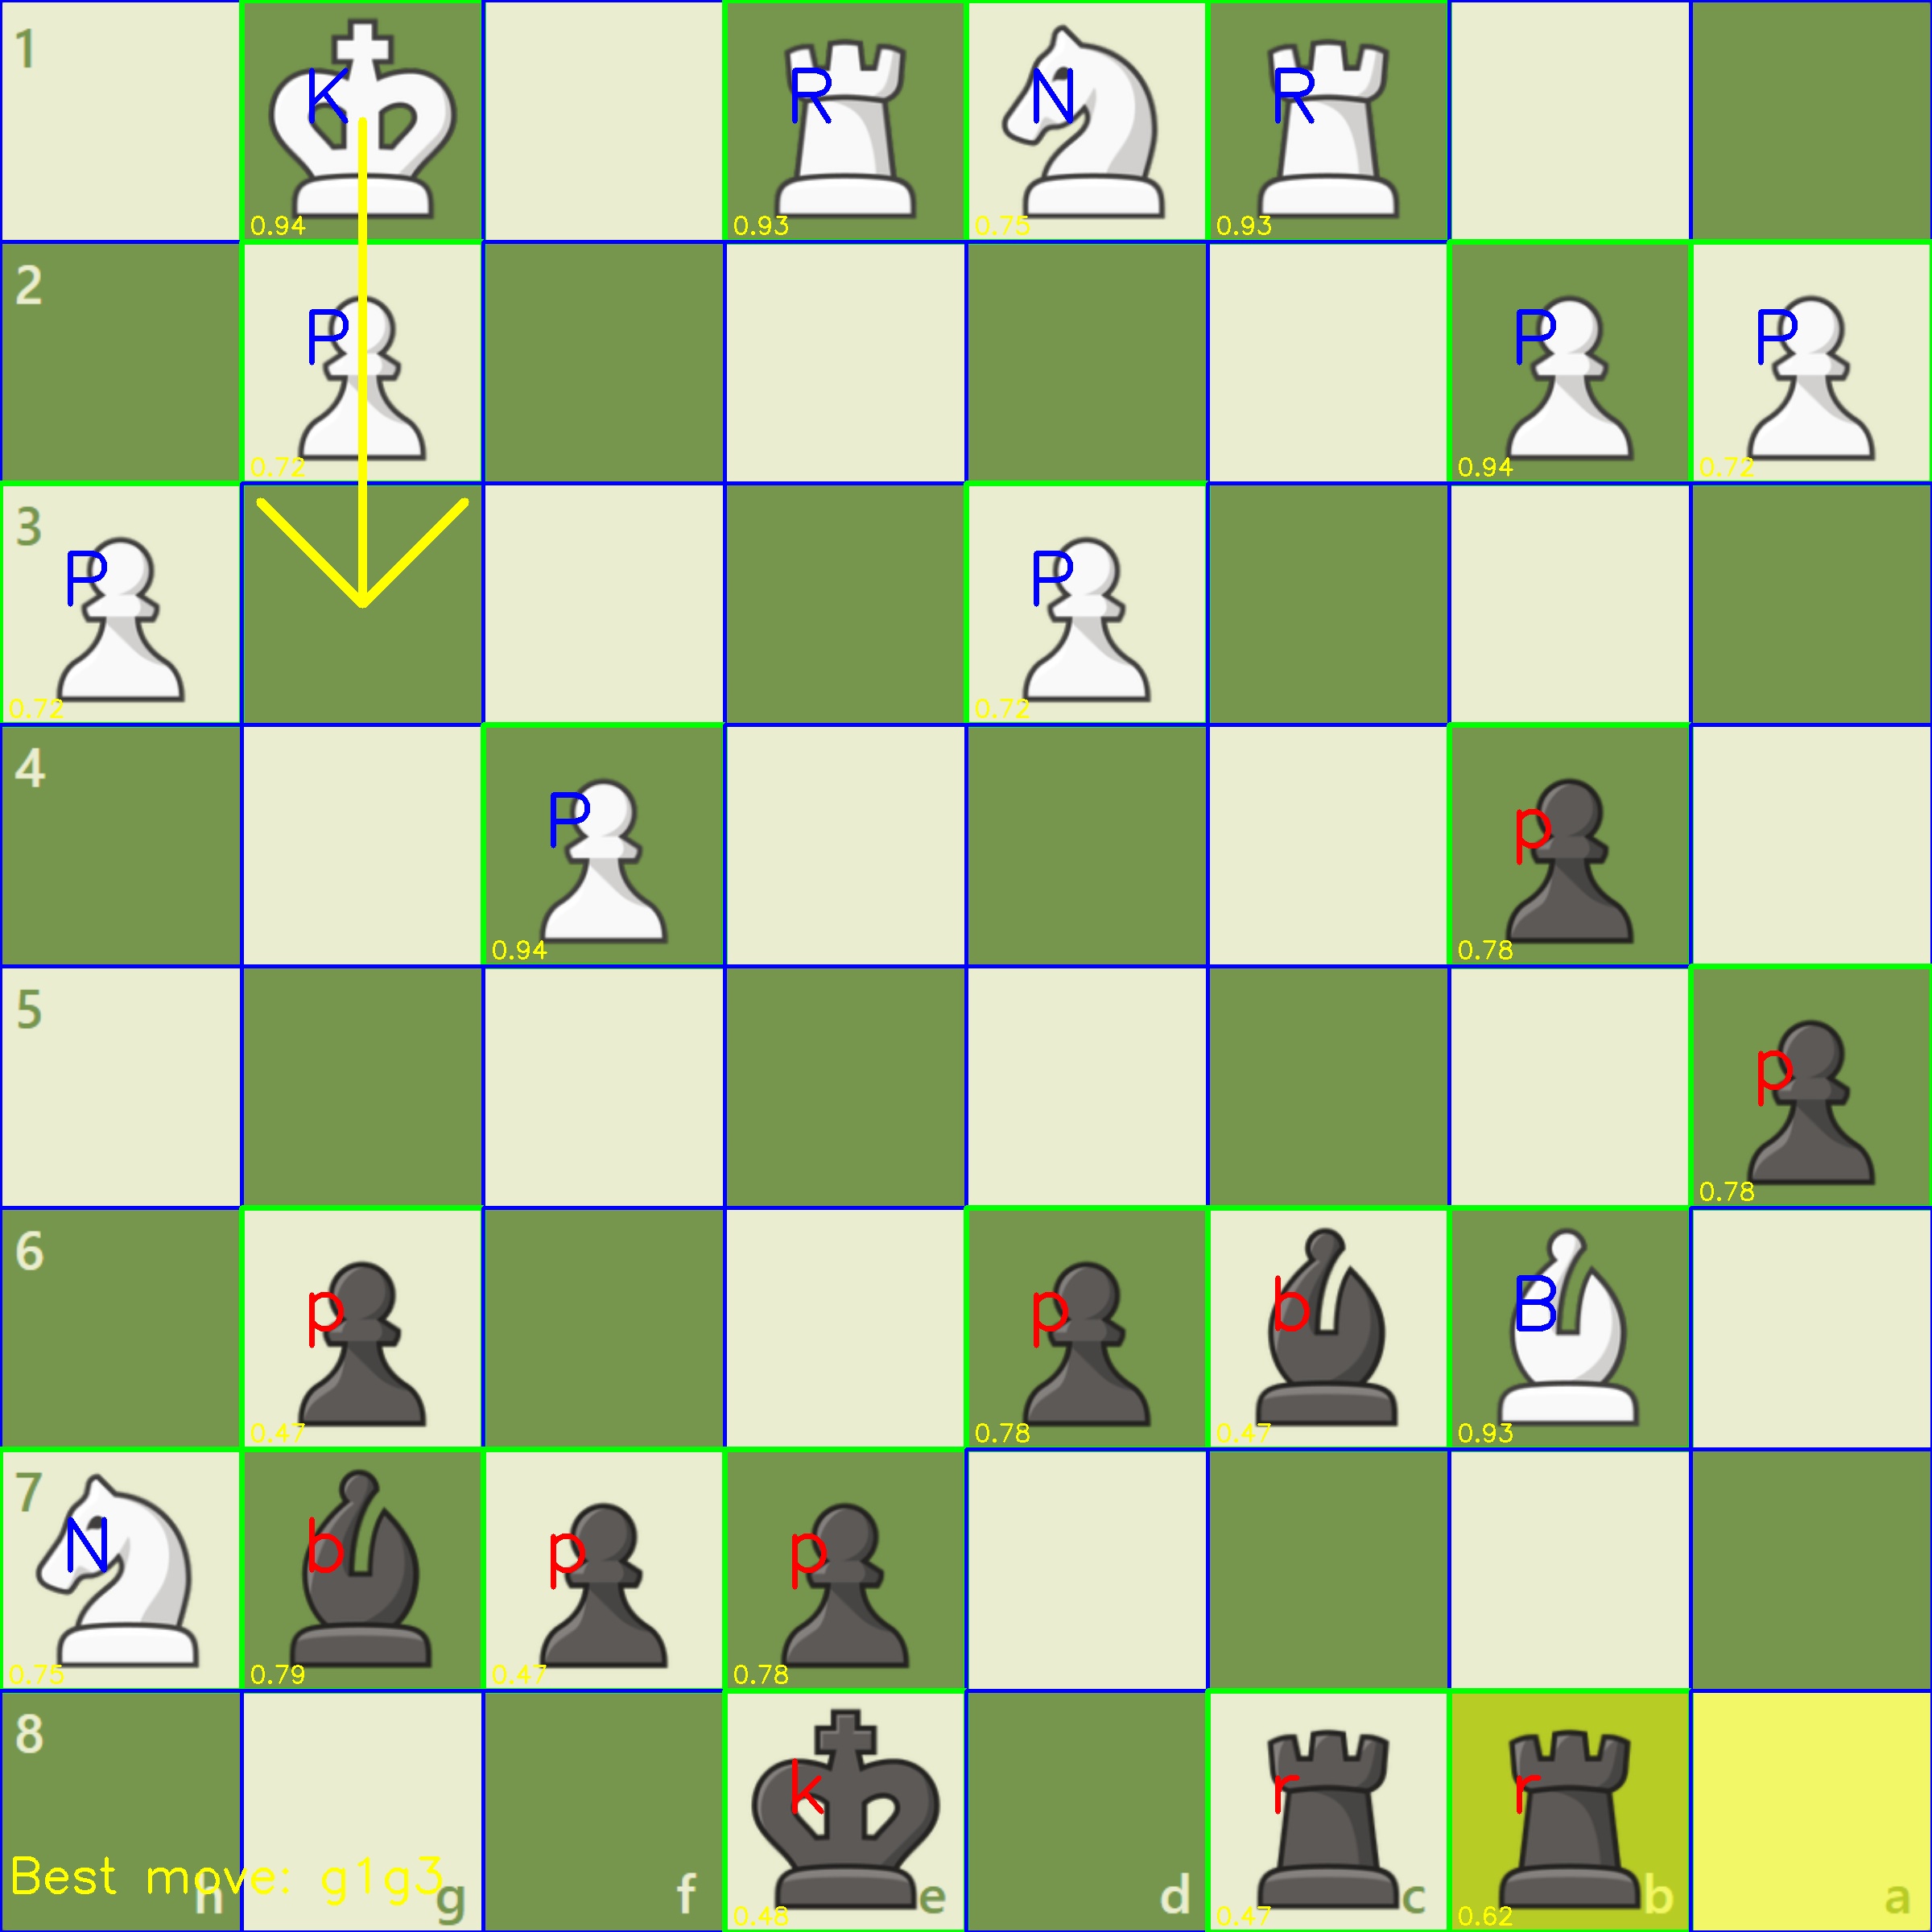 1 K R N R
0.94 0.93 0.75 0.93
2 P P P
0.72 0.94 0.72
3 P P
0.72 0.72
4 P p
0.94 0.78
5 p
0.78
6 p p b B
0.47 0.78 0.47 0.93
7 N b p p
0.75 0.79 0.47 0.78
8 k r r
Best move: g1g3
h g f e d c b a
0.48 0.47 0.62